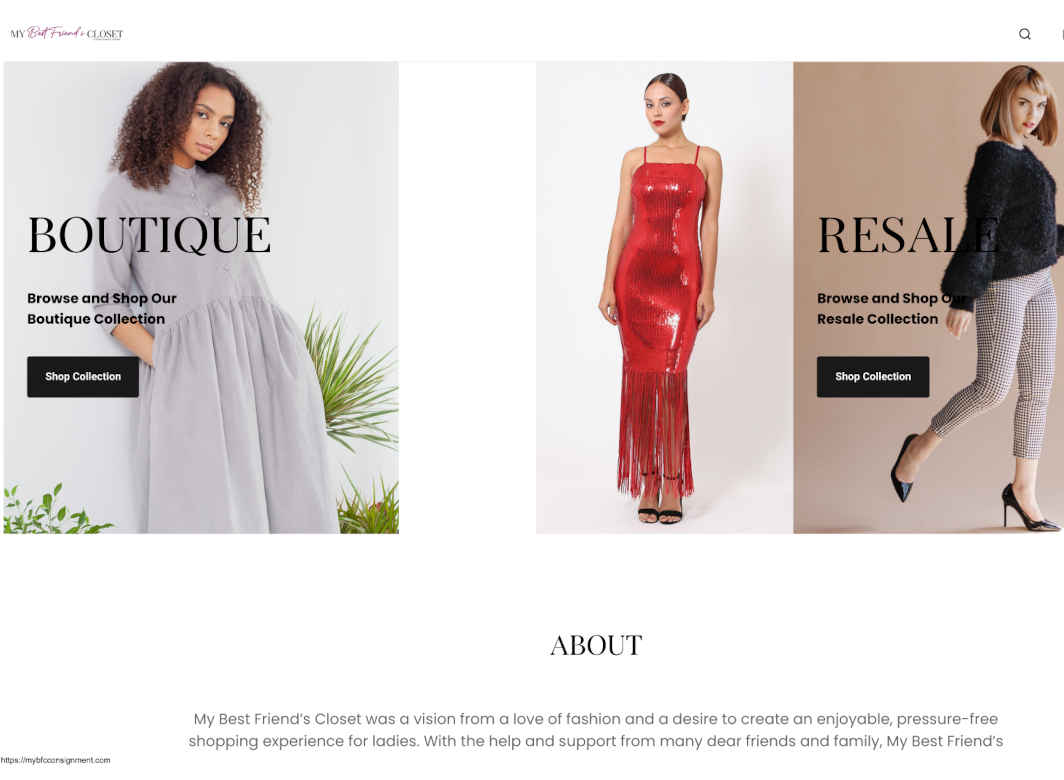 MY Best Friend's CLOSET
BOUTIQUE
Browse and Shop Our
Boutique Collection
Shop Collection
RESALE
Browse and Shop Our
Resale Collection
Shop Collection
ABOUT
My Best Friend's Closet was a vision from a love of fashion and a desire to create an enjoyable, pressure-free
shopping experience for ladies. With the help and support from many dear friends and family, My Best Friend's
https://mybfcconsignment.com